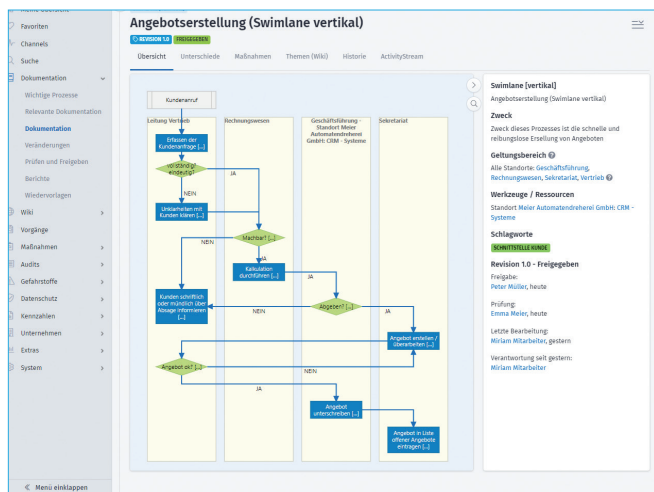 Favoriten
Channels
Suche
Dokumentation
Wichtige Prozesse
Relevante Dokumentation
Dokumentation
Veränderungen
Prüfen und Freigeben
Berichte
Wiedervorlagen
Wiki
Vorgänge
Maßnahmen
Audits
Gefahrstoffe
Datenschutz
Kennzahlen
Unternehmen
Extras
System
Menü einklappen
Angebotserstellung (Swimlane vertikal)
REVISION 1.0 FREIGEGEBEN
Übersicht Unterschiede Maßnahmen Themen (Wiki) Historie ActivityStream
Kundenanruf
Leitung Vertrieb
Rechnungswesen
Geschäftsführung -
Standort Meier
Automatendreherei
GmbH: CRM - Systeme
Sekretariat
Erfassen der
Kundenanfrage [...]
vollständig?
eindeutig?
JA
NEIN
Unklarheiten mit
Kunden klären [...]
Machbar? [...]
NEIN
JA
Kalkulation
durchführen [...]
JA
Kunden schriftlich
oder mündlich über
Absage informieren
[...]
NEIN
Abgeben? [...]
JA
Angebot erstellen /
überarbeiten [...]
Angebot ok? [...]
NEIN
JA
Angebot
unterschreiben [...]
Angebot in Liste
offener Angebote
eintragen [...]
Swimlane [vertikal]
Angebotserstellung (Swimlane vertikal)
Zweck
Zweck dieses Prozesses ist die schnelle und
reibungslose Ersellung von Angeboten
Geltungsbereich
Alle Standorte: Geschäftsführung,
Rechnungswesen, Sekretariat, Vertrieb
Werkzeuge / Ressourcen
Standort Meier Automatendreherei GmbH: CRM -
Systeme
Schlagworte
SCHNITTSTELLE KUNDE
Revision 1.0 - Freigegeben
Freigabe:
Peter Müller, heute
Prüfung:
Emma Meier, heute
Letzte Bearbeitung:
Miriam Mitarbeiter, gestern
Verantwortung seit gestern:
Miriam Mitarbeiter